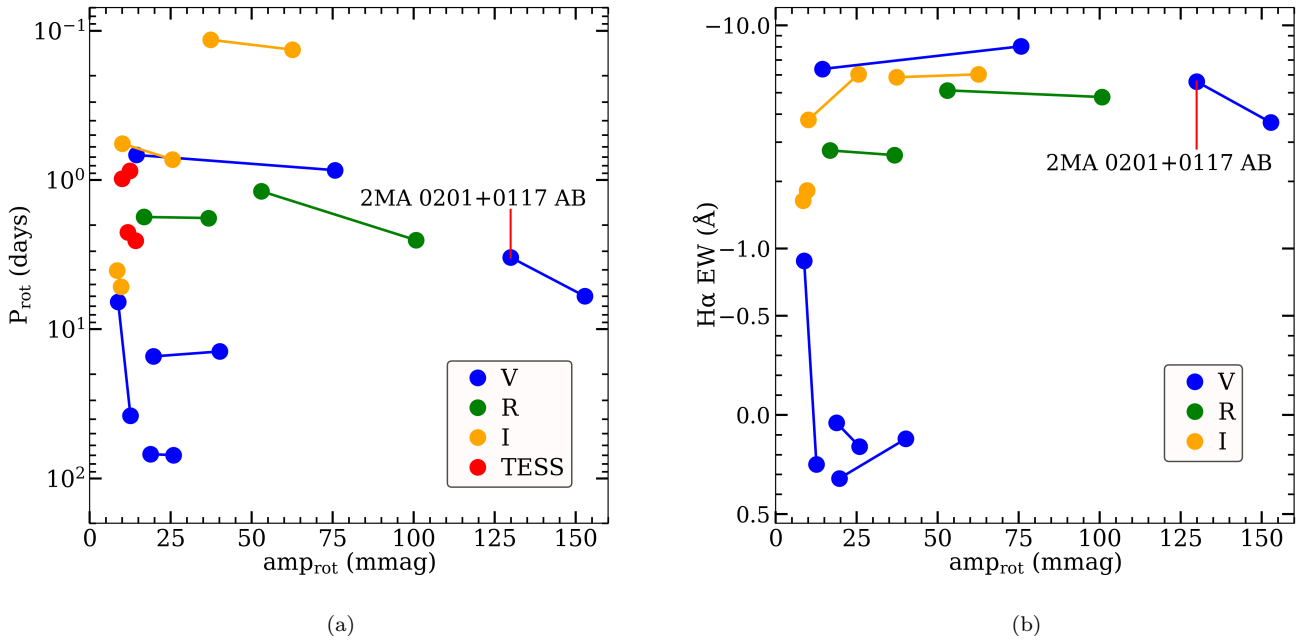 10⁻¹
10⁰
10¹
10²
P_rot (days)
0 25 50 75 100 125 150
amp_rot (mmag)
2MA 0201+0117 AB
V
R
I
TESS
(a)
−10.0
−1.0
−0.5
0.0
0.5
Hα EW (Å)
0 25 50 75 100 125 150
amp_rot (mmag)
2MA 0201+0117 AB
V
R
I
(b)